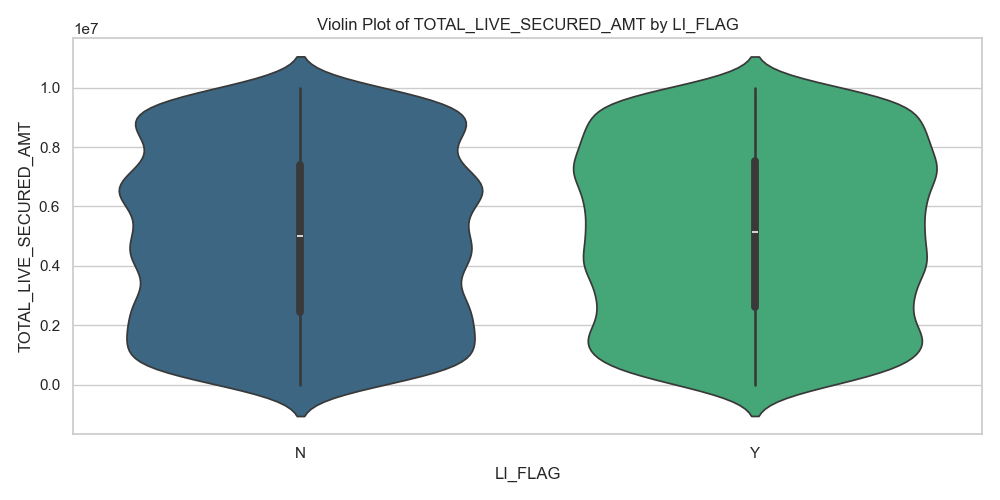 Violin Plot of TOTAL_LIVE_SECURED_AMT by LI_FLAG
1e7
1.0
0.8
0.6
0.4
0.2
0.0
TOTAL_LIVE_SECURED_AMT
N
Y
LI_FLAG